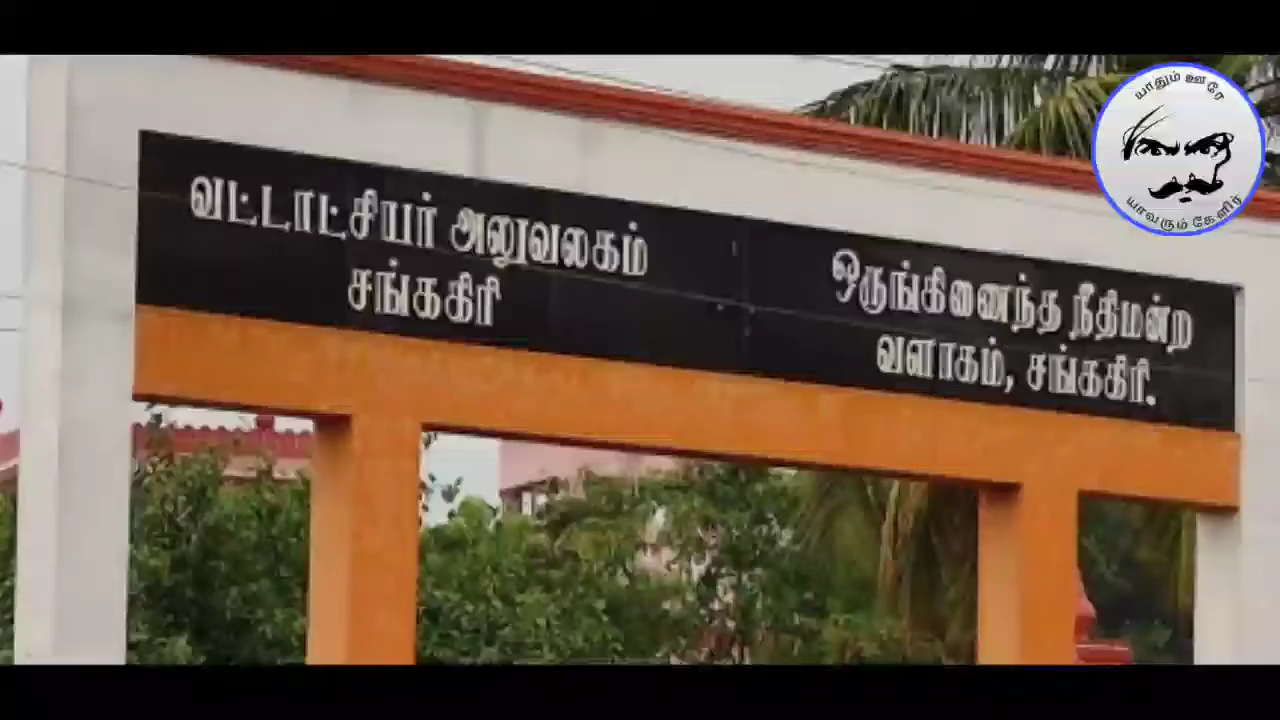 வட்டாட்சியர் அலுவலகம்
சங்ககிரி
ஒருங்கினைந்த நீதிமன்ற
வளாகம், சங்ககிரி.
யாதும் ஊரே
யாவரும் கேளிர்